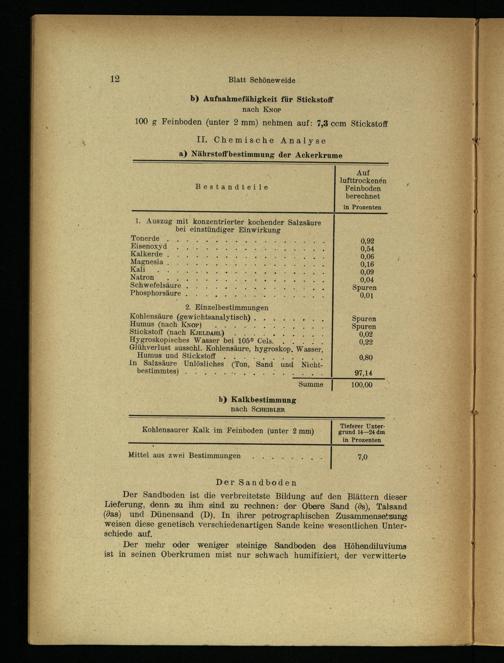 12
Blatt Schöneweide
b) Aufnahmefähigkeit für Stickstoff
nach Knop
100 g Feinboden (unter 2 mm) nehmen auf: 7,3 ccm Stickstoff
II. Chemische Analyse
a) Nährstoffbestimmung der Ackerkrume
Bestandteile
Auf
lufttrockenen
Feinboden
berechnet
in Prozenten
1. Auszug mit konzentrierter kochender Salzsäure
bei einstündiger Einwirkung
Tonerde . . . . . . . . . . . . . . 0,92
Eisenoxyd . . . . . . . . . . . . . . 0,54
Kalkerde . . . . . . . . . . . . . . 0,06
Magnesia . . . . . . . . . . . . . . 0,16
Kali . . . . . . . . . . . . . . 0,09
Natron . . . . . . . . . . . . . . 0,04
Schwefelsäure . . . . . . . . . . . . Spuren
Phosphorsäure . . . . . . . . . . . . 0,01
2. Einzelbestimmungen
Kohlensäure (gewichtsanalytisch) . . . . . . Spuren
Humus (nach Knop) . . . . . . . . . Spuren
Stickstoff (nach Kjeldahl) . . . . . . . . 0,02
Hygroskopisches Wasser bei 105° Cels. . . . . . 0,22
Glühverlust ausschl. Kohlensäure, hygroskop. Wasser,
Humus und Stickstoff . . . . . . . . 0,80
In Salzsäure Unlösliches (Ton, Sand und Nicht-
bestimmtes) . . . . . . . . . . . 97,14
Summe 100,00
b) Kalkbestimmung
nach Scheibler
Kohlensaurer Kalk im Feinboden (unter 2 mm)
Tieferer Unter-
grund 14—24 dm
in Prozenten
Mittel aus zwei Bestimmungen . . . . . . . . 7,0
Der Sandboden
Der Sandboden ist die verbreitetste Bildung auf den Blättern dieser
Lieferung, denn zu ihm sind zu rechnen: der Obere Sand (∂s), Talsand
(∂as) und Dünensand (D). In ihrer petrographischen Zusammensetzung
weisen diese genetisch verschiedenartigen Sande keine wesentlichen Unter-
schiede auf.
Der mehr oder weniger steinige Sandboden des Höhendiluviums
ist in seinen Oberkrumen mist nur schwach humifiziert, der verwitterte